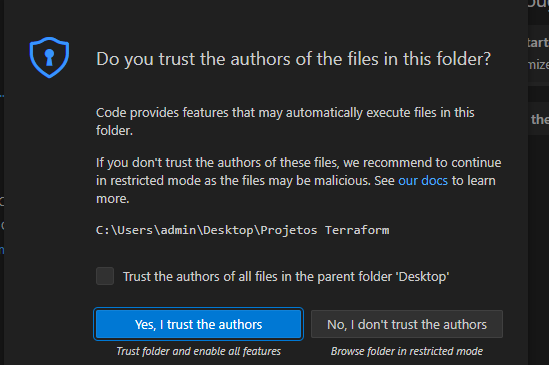 Do you trust the authors of the files in this folder?
Code provides features that may automatically execute files in this
folder.
If you don't trust the authors of these files, we recommend to continue
in restricted mode as the files may be malicious. See our docs to learn
more.
C:\Users\admin\Desktop\Projetos Terraform
Trust the authors of all files in the parent folder 'Desktop'
Yes, I trust the authors
No, I don't trust the authors
Trust folder and enable all features
Browse folder in restricted mode